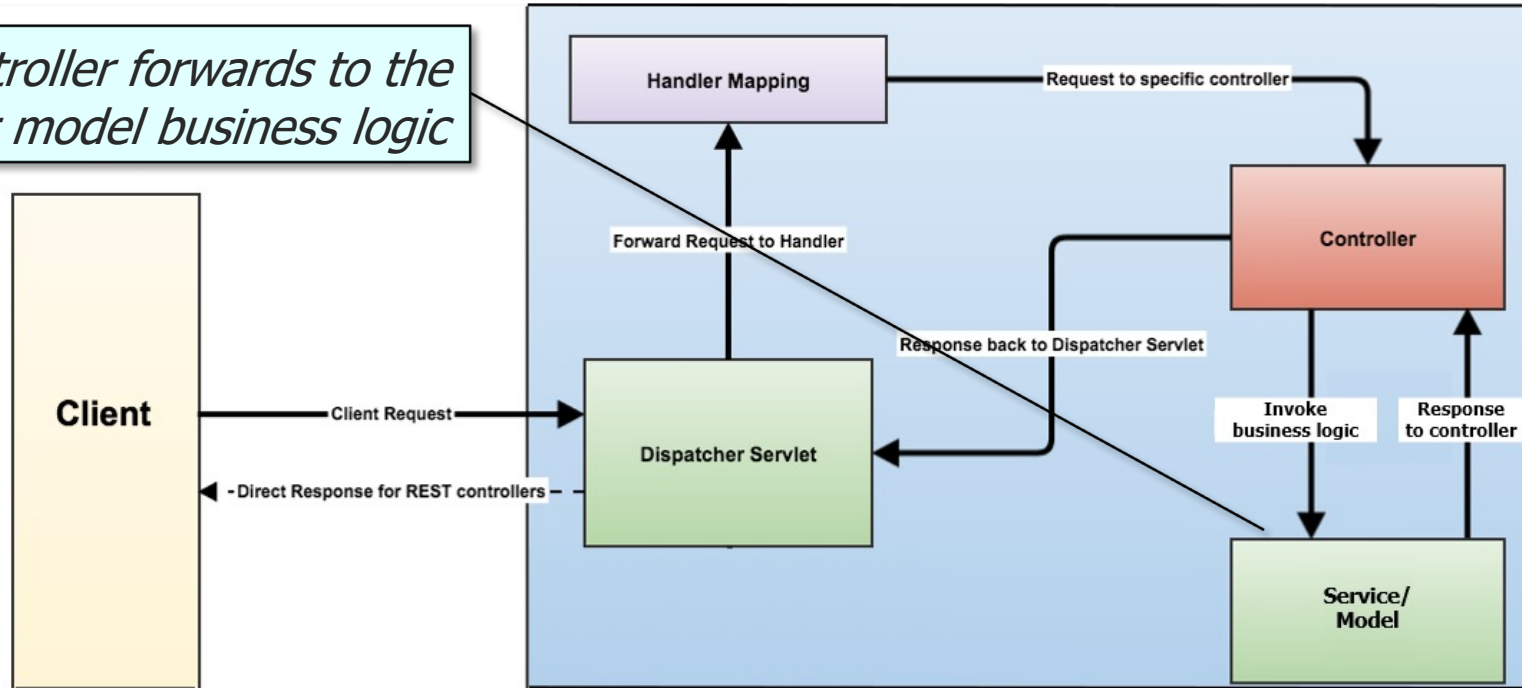 troller forwards to the
model business logic
Handler Mapping
Request to specific controller
Controller
Forward Request to Handler
Response back to Dispatcher Servlet
Client
Client Request
Dispatcher Servlet
Direct Response for REST controllers
Invoke
business logic
Response
to controller
Service/
Model